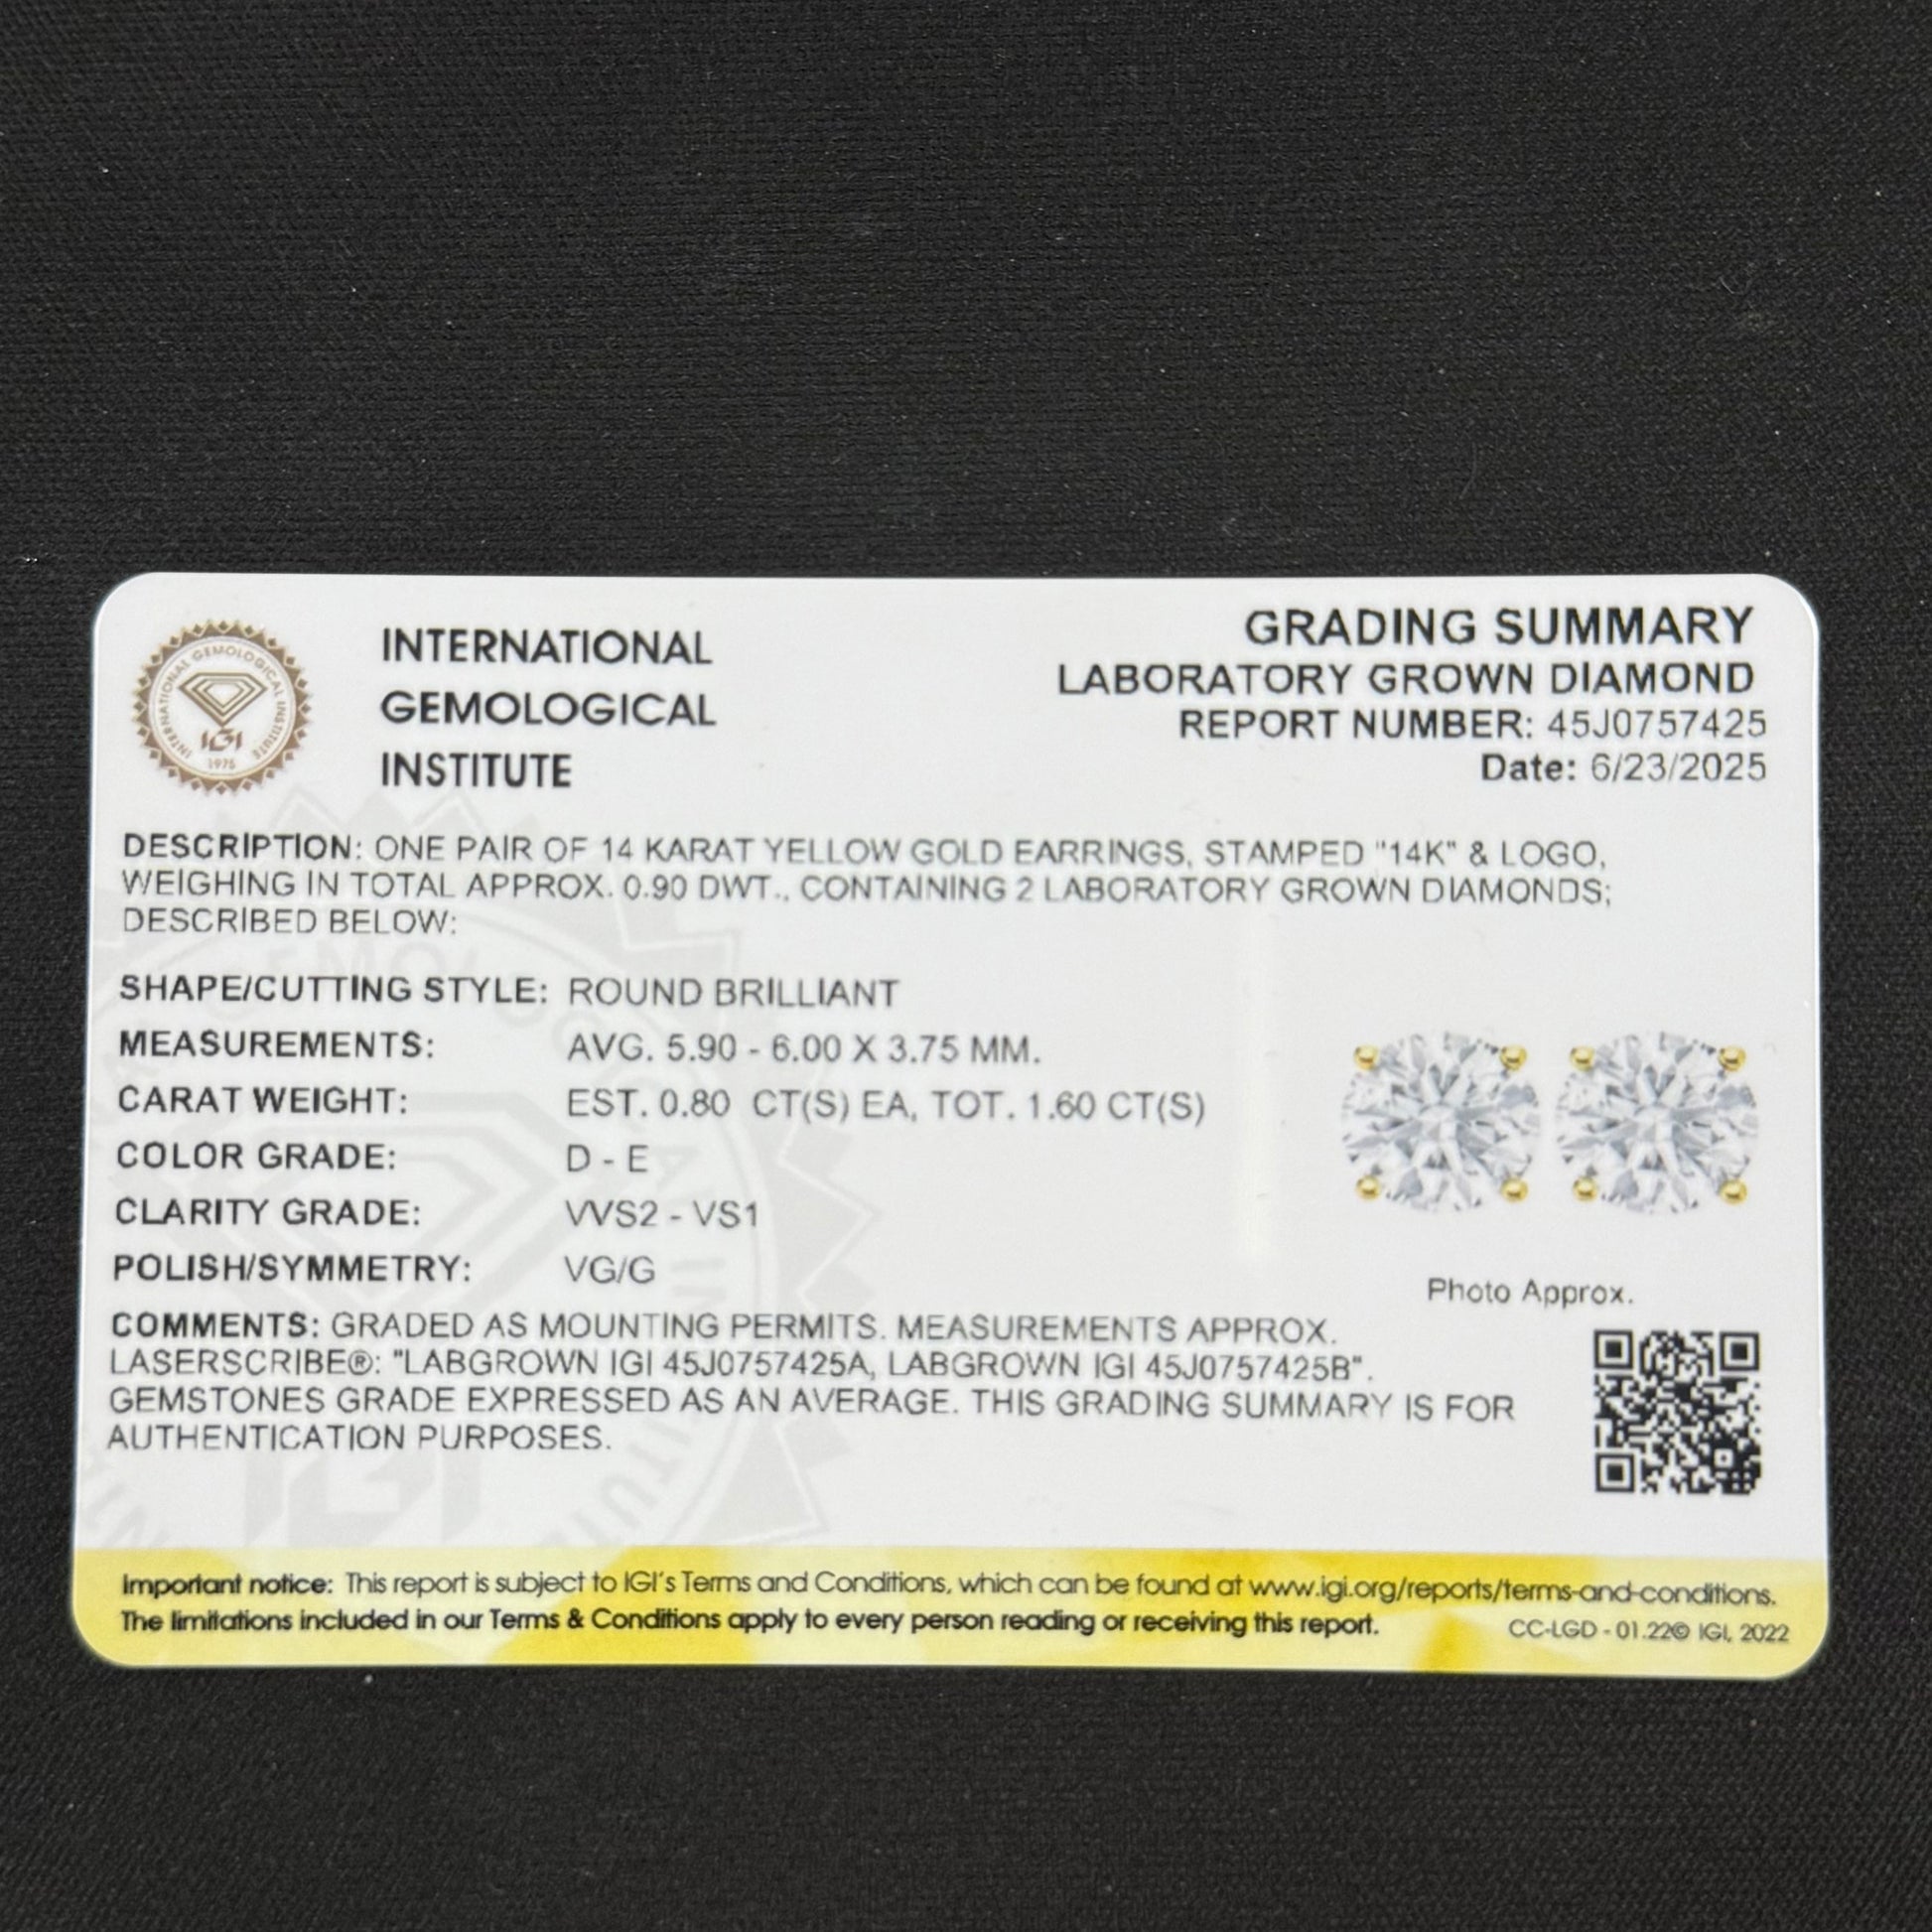 INTERNATIONAL
GEMOLOGICAL
INSTITUTE
INTERNATIONAL GEMOLOGICAL INSTITUTE
IGI
1975
GRADING SUMMARY
LABORATORY GROWN DIAMOND
REPORT NUMBER: 45J0757425
Date: 6/23/2025
DESCRIPTION: ONE PAIR OF 14 KARAT YELLOW GOLD EARRINGS, STAMPED "14K" & LOGO,
WEIGHING IN TOTAL APPROX. 0.90 DWT., CONTAINING 2 LABORATORY GROWN DIAMONDS;
DESCRIBED BELOW:
SHAPE/CUTTING STYLE: ROUND BRILLIANT
MEASUREMENTS: AVG. 5.90 - 6.00 X 3.75 MM.
CARAT WEIGHT: EST. 0.80 CT(S) EA, TOT. 1.60 CT(S)
COLOR GRADE: D - E
CLARITY GRADE: VVS2 - VS1
POLISH/SYMMETRY: VG/G
Photo Approx.
COMMENTS: GRADED AS MOUNTING PERMITS. MEASUREMENTS APPROX.
LASERSCRIBE®: "LABGROWN IGI 45J0757425A, LABGROWN IGI 45J0757425B".
GEMSTONES GRADE EXPRESSED AS AN AVERAGE. THIS GRADING SUMMARY IS FOR
AUTHENTICATION PURPOSES.
Important notice: This report is subject to IGI's Terms and Conditions, which can be found at www.igi.org/reports/terms-and-conditions.
The limitations included in our Terms & Conditions apply to every person reading or receiving this report.
CC-LGD - 01.22© IGI, 2022